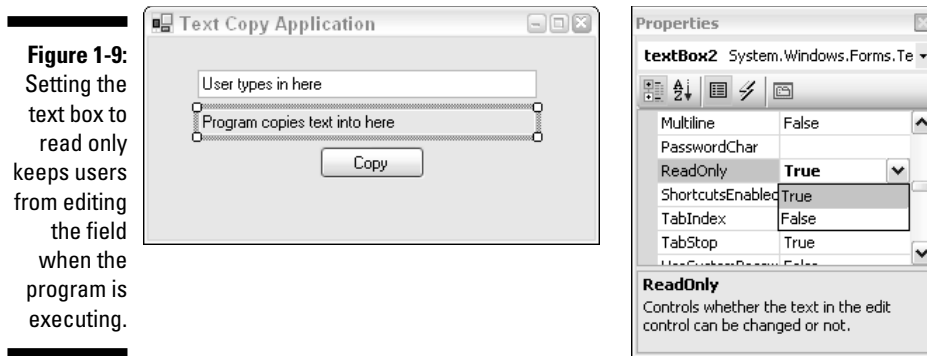 Figure 1-9:
Setting the
text box to
read only
keeps users
from editing
the field
when the
program is
executing.
Text Copy Application
User types in here
Program copies text into here
Copy
Properties
textBox2 System.Windows.Forms.Te
Multiline False
PasswordChar
ReadOnly True
ShortcutsEnabled True
TabIndex False
TabStop True
ReadOnly
Controls whether the text in the edit
control can be changed or not.